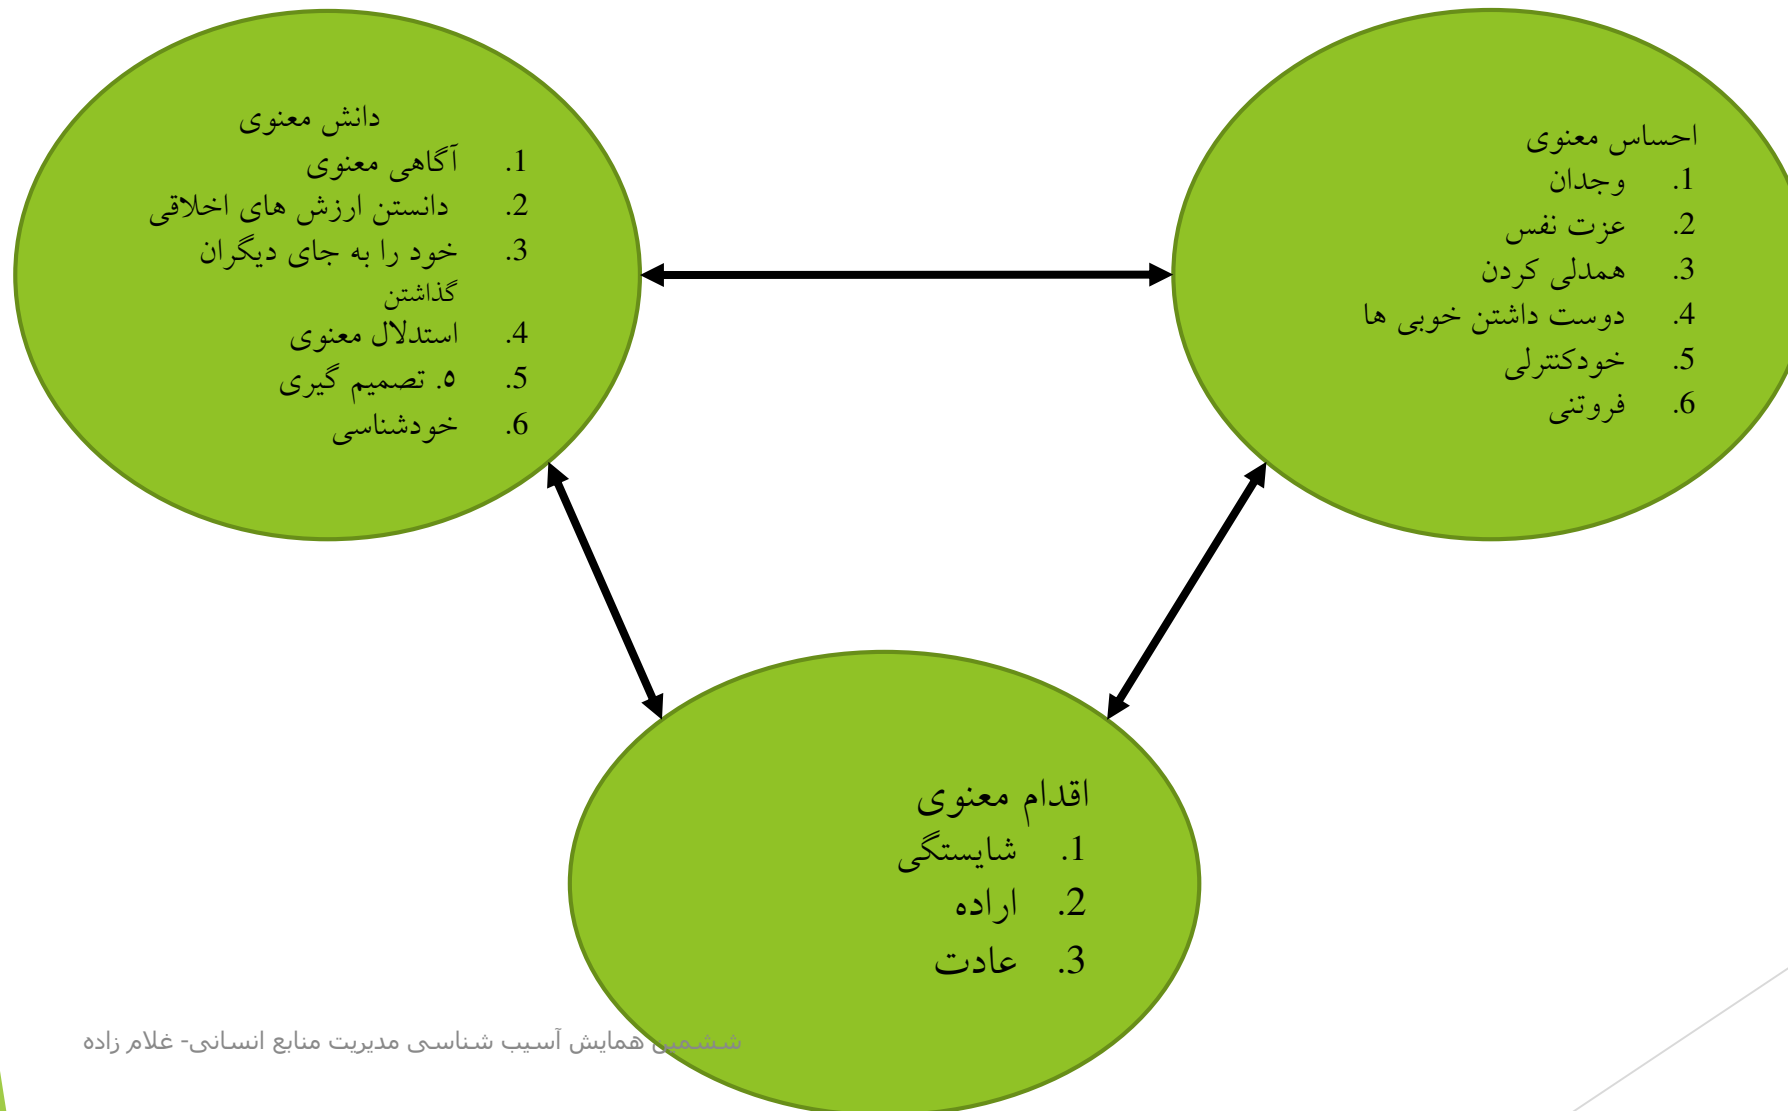 دانش معنوی
1. آگاهی معنوی
2. دانستن ارزش های اخلاقی
3. خود را به جای دیگران
گذاشتن
4. استدلال معنوی
5. ۵. تصمیم گیری
6. خودشناسی
احساس معنوی
1. وجدان
2. عزت نفس
3. همدلی کردن
4. دوست داشتن خوبی ها
5. خودکنترلی
6. فروتنی
اقدام معنوی
1. شایستگی
2. اراده
3. عادت
ششمین همایش آسیب شناسی مدیریت منابع انسانی- غلام زاده